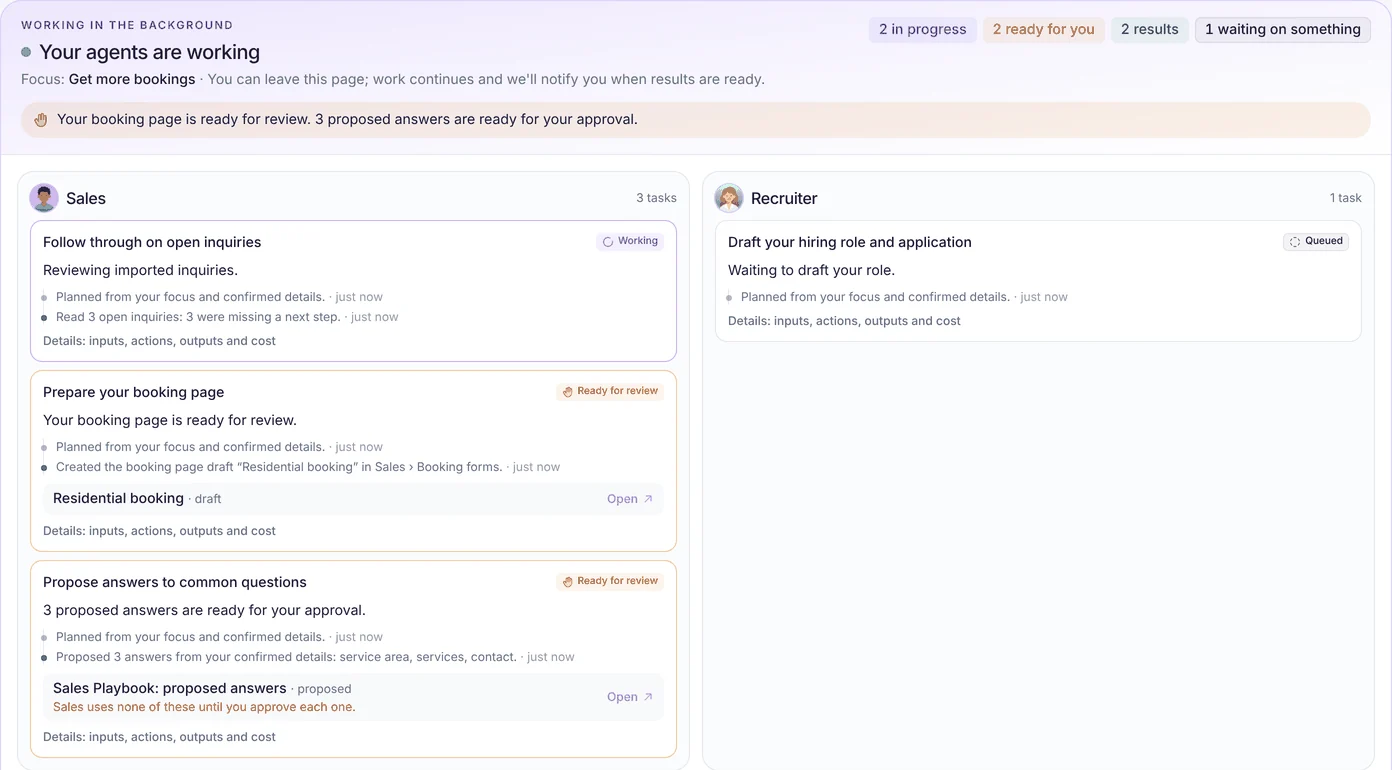 WORKING IN THE BACKGROUND
Your agents are working
Focus: Get more bookings · You can leave this page; work continues and we'll notify you when results are ready.
2 in progress
2 ready for you
2 results
1 waiting on something
Your booking page is ready for review. 3 proposed answers are ready for your approval.
Sales
3 tasks
Follow through on open inquiries
Working
Reviewing imported inquiries.
Planned from your focus and confirmed details. · just now
Read 3 open inquiries: 3 were missing a next step. · just now
Details: inputs, actions, outputs and cost
Prepare your booking page
Ready for review
Your booking page is ready for review.
Planned from your focus and confirmed details. · just now
Created the booking page draft “Residential booking” in Sales › Booking forms. · just now
Residential booking · draft
Open ↗
Details: inputs, actions, outputs and cost
Propose answers to common questions
Ready for review
3 proposed answers are ready for your approval.
Planned from your focus and confirmed details. · just now
Proposed 3 answers from your confirmed details: service area, services, contact. · just now
Sales Playbook: proposed answers · proposed
Sales uses none of these until you approve each one.
Open ↗
Details: inputs, actions, outputs and cost
Recruiter
1 task
Draft your hiring role and application
Queued
Waiting to draft your role.
Planned from your focus and confirmed details. · just now
Details: inputs, actions, outputs and cost